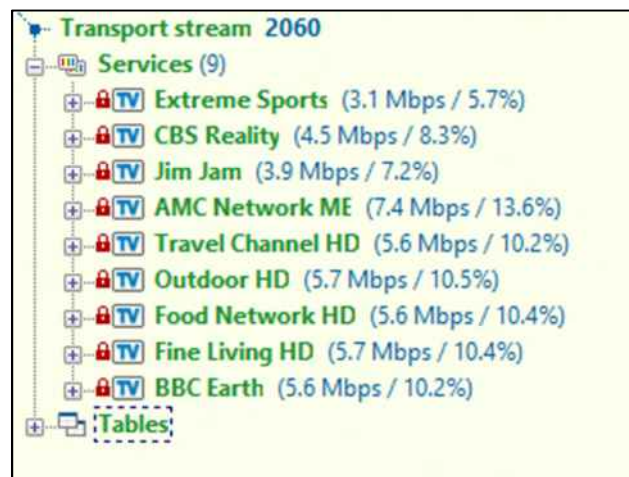 Transport stream 2060
Services (9)
TV Extreme Sports (3.1 Mbps / 5.7%)
TV CBS Reality (4.5 Mbps / 8.3%)
TV Jim Jam (3.9 Mbps / 7.2%)
TV AMC Network ME (7.4 Mbps / 13.6%)
TV Travel Channel HD (5.6 Mbps / 10.2%)
TV Outdoor HD (5.7 Mbps / 10.5%)
TV Food Network HD (5.6 Mbps / 10.4%)
TV Fine Living HD (5.7 Mbps / 10.4%)
TV BBC Earth (5.6 Mbps / 10.2%)
Tables